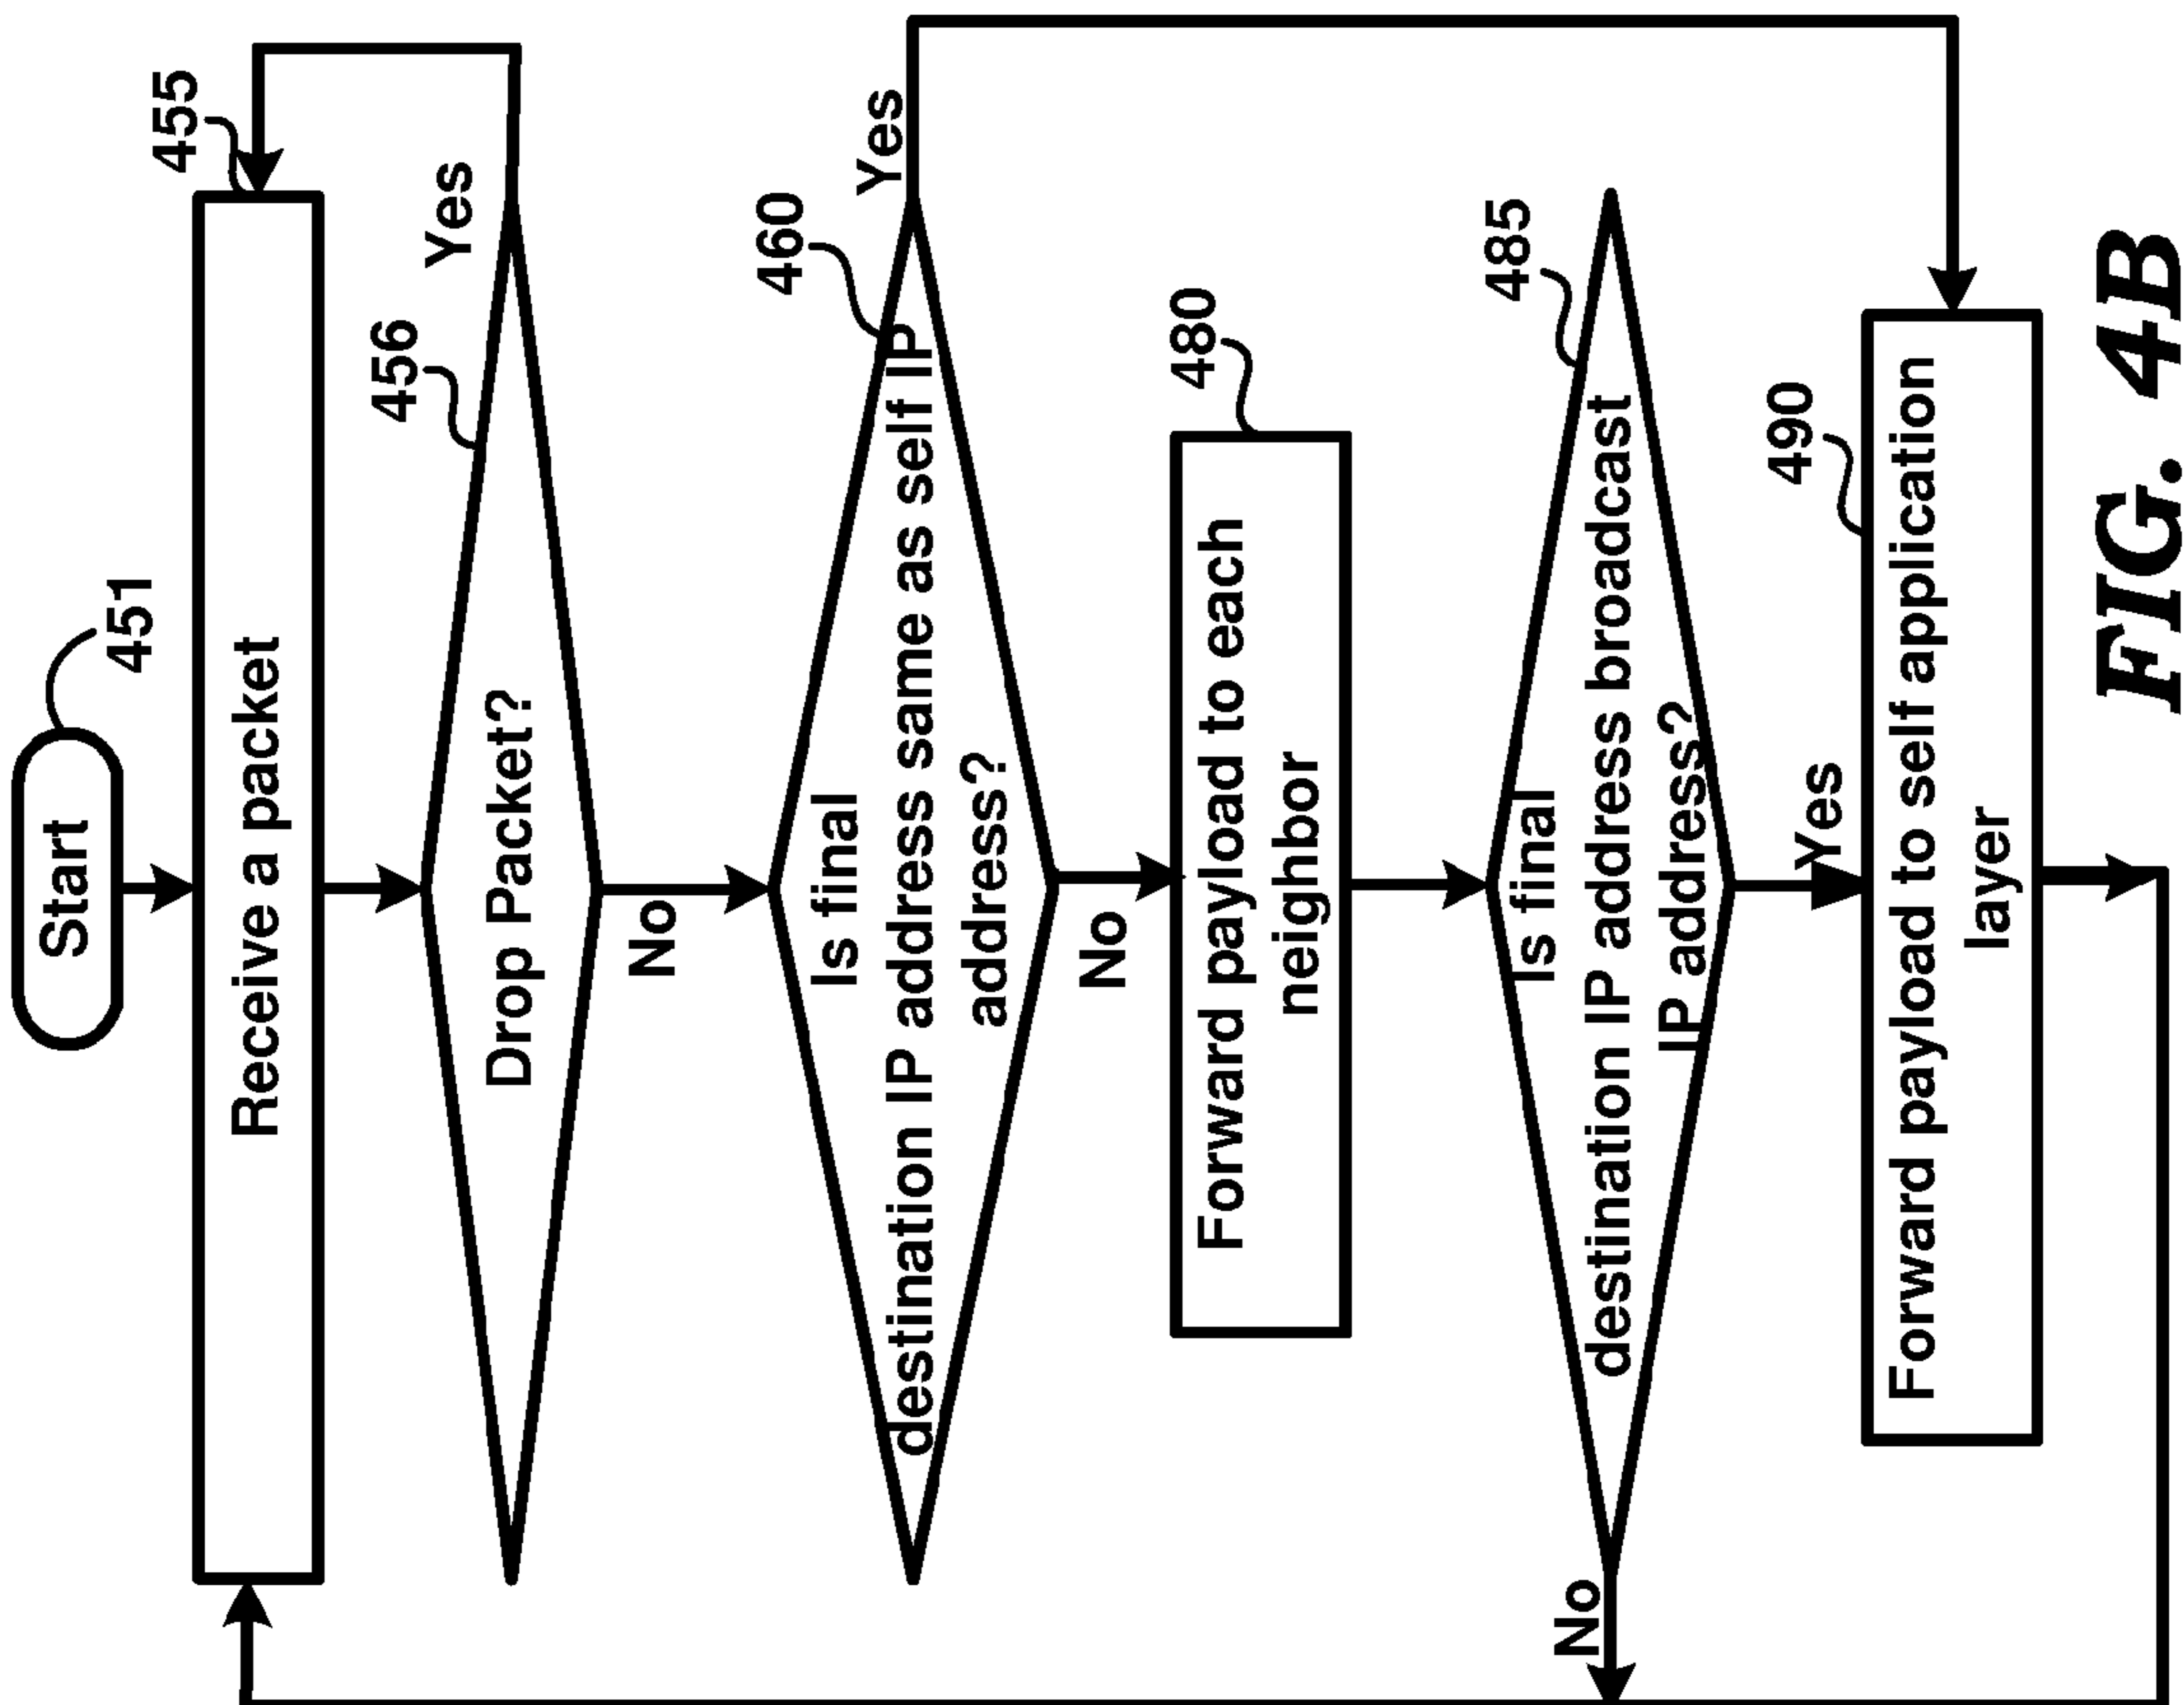 Start
451
455
Receive a packet
456
Yes
Drop Packet?
No
460
Yes
Is final
destination IP address same as self IP
address?
No
480
Forward payload to each
neighbor
485
Is final
destination IP address broadcast
IP address?
No
Yes
490
Forward payload to self application
layer
FIG. 4B